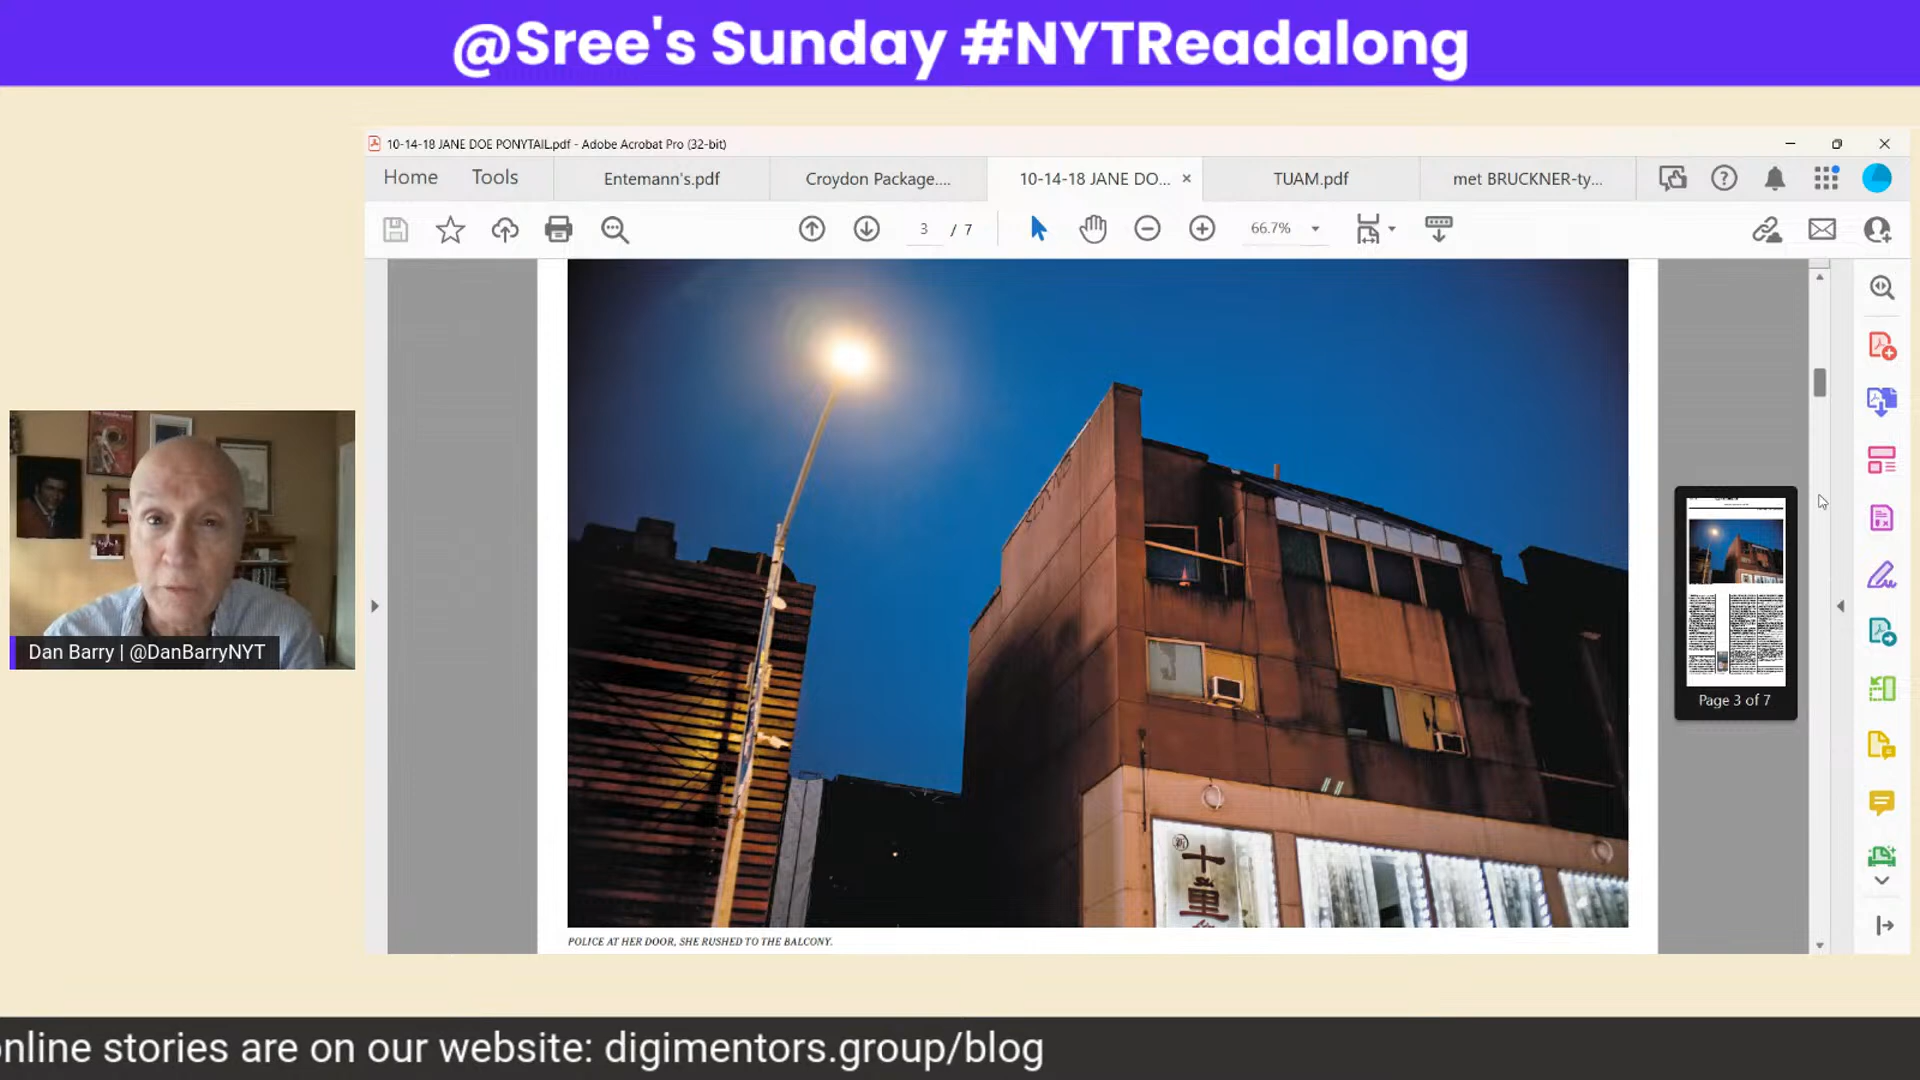 @Sree's Sunday #NYTReadalong
10-14-18 JANE DOE PONYTAIL.pdf - Adobe Acrobat Pro (32-bit)
Home Tools Entemann's.pdf Croydon Package.... 10-14-18 JANE DO... × TUAM.pdf met BRUCKNER-ty...
3 / 7 66.7%
十里
Page 3 of 7
Dan Barry | @DanBarryNYT
POLICE AT HER DOOR, SHE RUSHED TO THE BALCONY.
nline stories are on our website: digimentors.group/blog